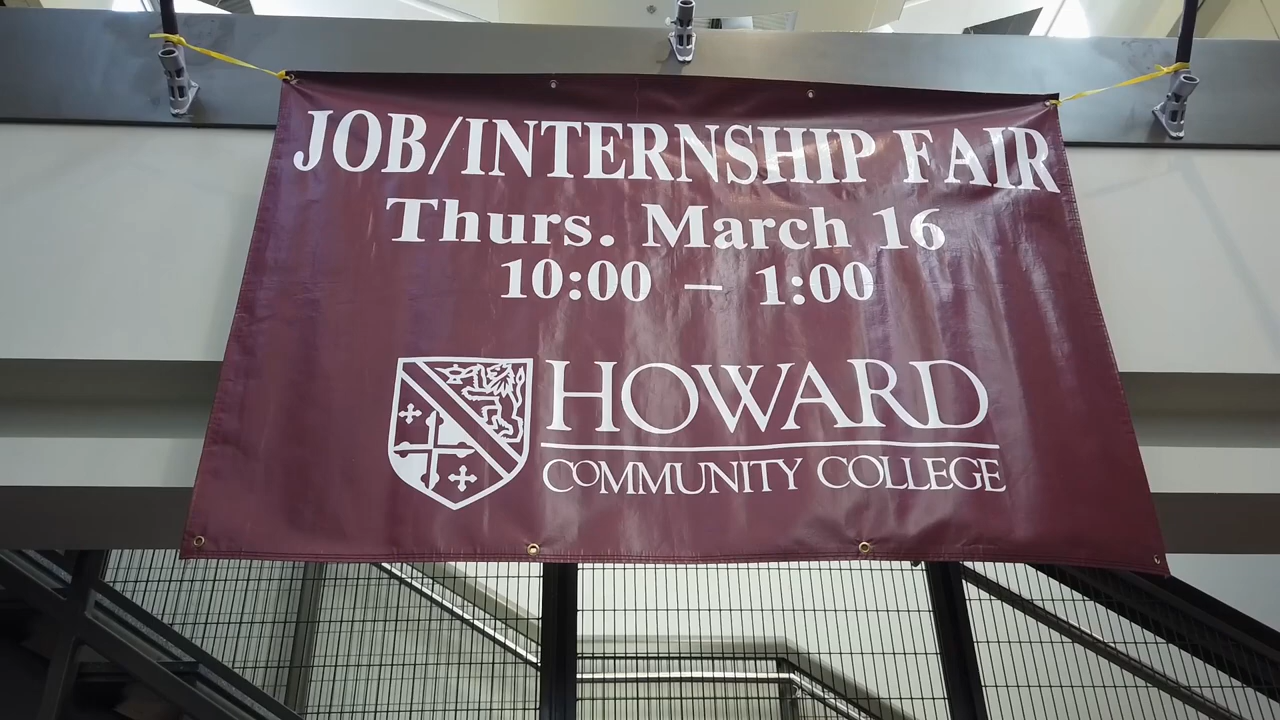 JOB/INTERNSHIP FAIR
Thurs. March 16
10:00 – 1:00
HOWARD
COMMUNITY COLLEGE